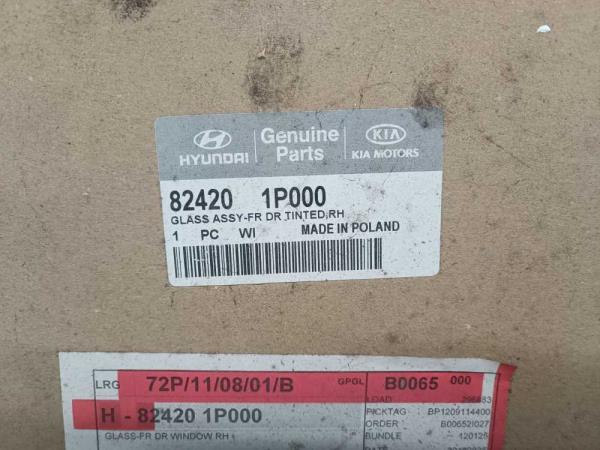 HYUNDAI
Genuine Parts
KIA
KIA MOTORS
82420 1P000
GLASS ASSY-FR DR TINTED,RH
1 PC WI MADE IN POLAND
LRG 72P/11/08/01/B GPGL B0065 000
LOAD
H - 82420 1P000 PICKTAG BP1209114400
ORDER B00652I027
GLASS-FR DR WINDOW RH BUNDLE 120125